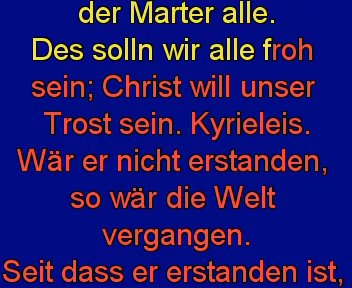 der Marter alle.
Des solln wir alle froh
sein; Christ will unser
Trost sein. Kyrieleis.
Wär er nicht erstanden,
so wär die Welt
vergangen.
Seit dass er erstanden ist,